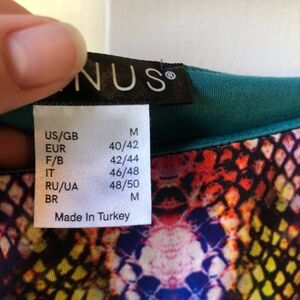 NUS®
US/GB M
EUR 40/42
F/B 42/44
IT 46/48
RU/UA 48/50
BR M
Made In Turkey